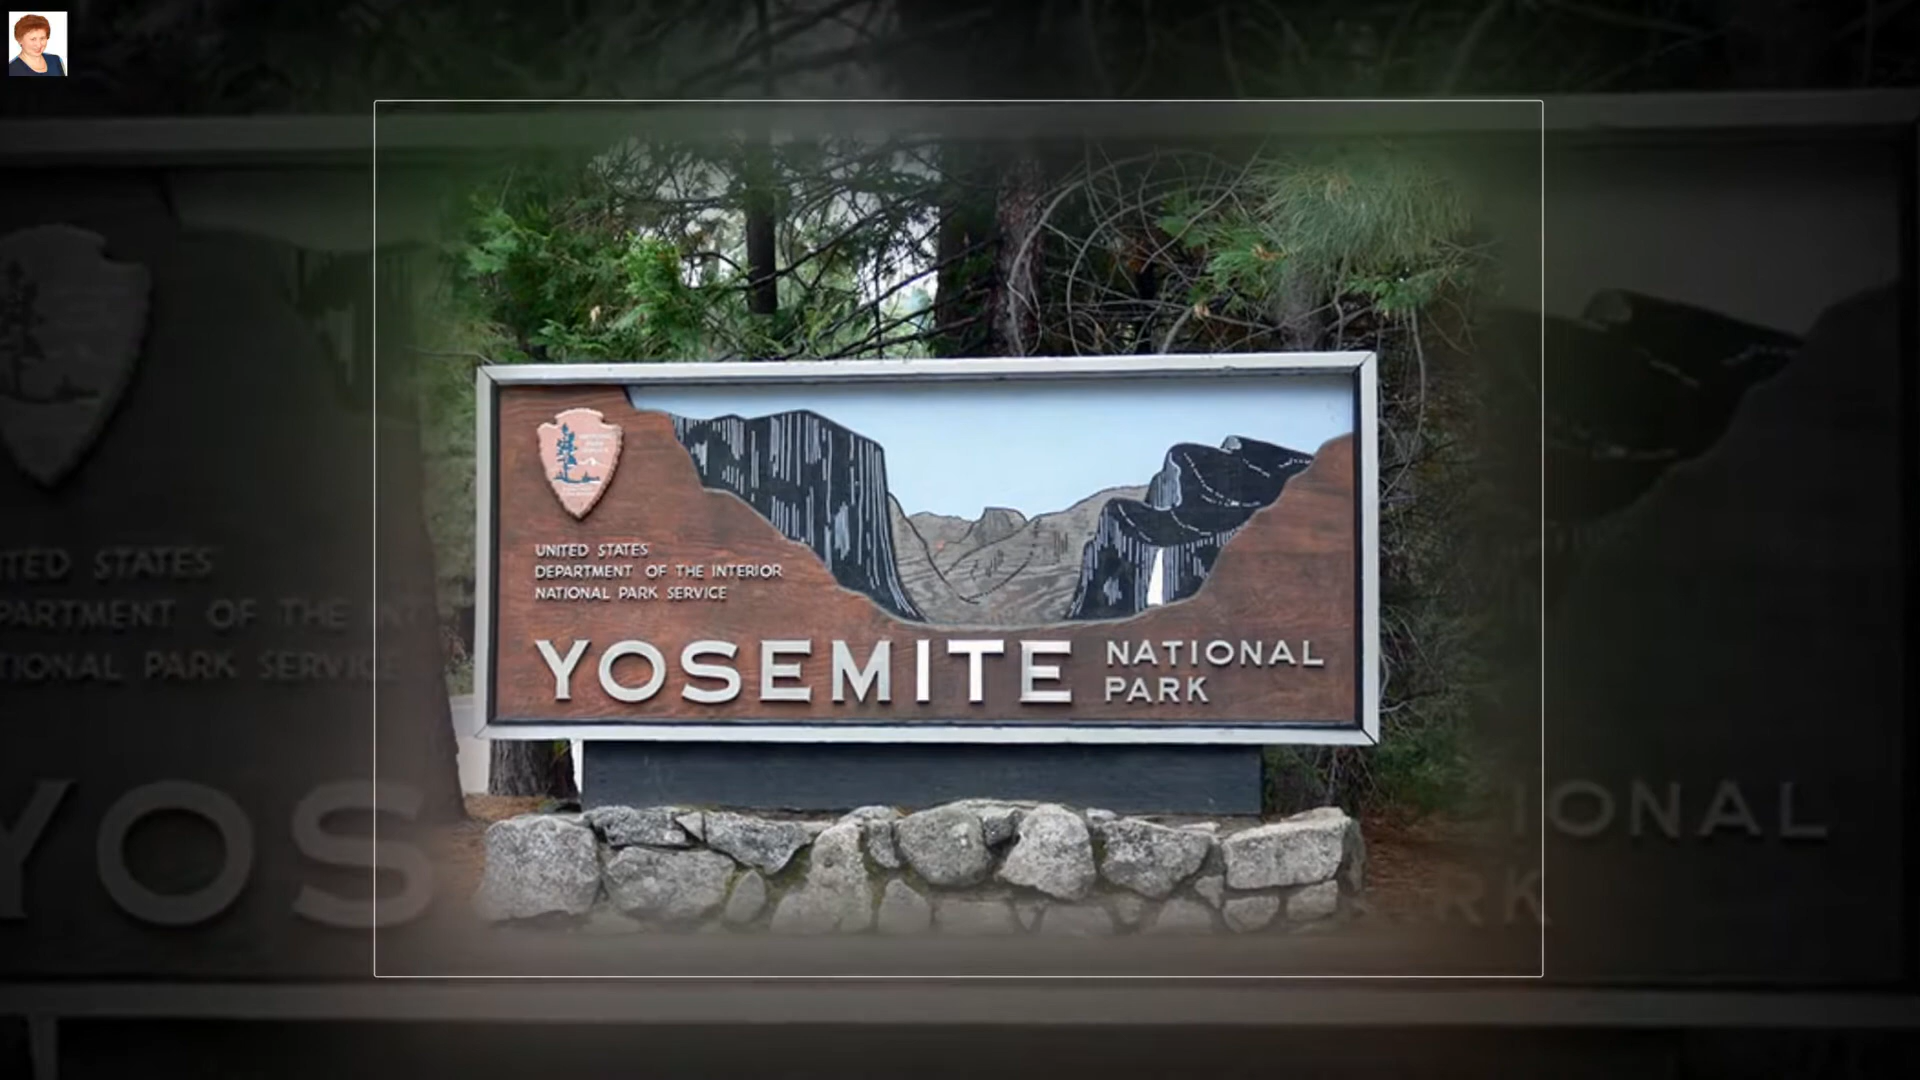 UNITED STATES
DEPARTMENT OF THE INTERIOR
NATIONAL PARK SERVICE
YOSEMITE NATIONAL
PARK